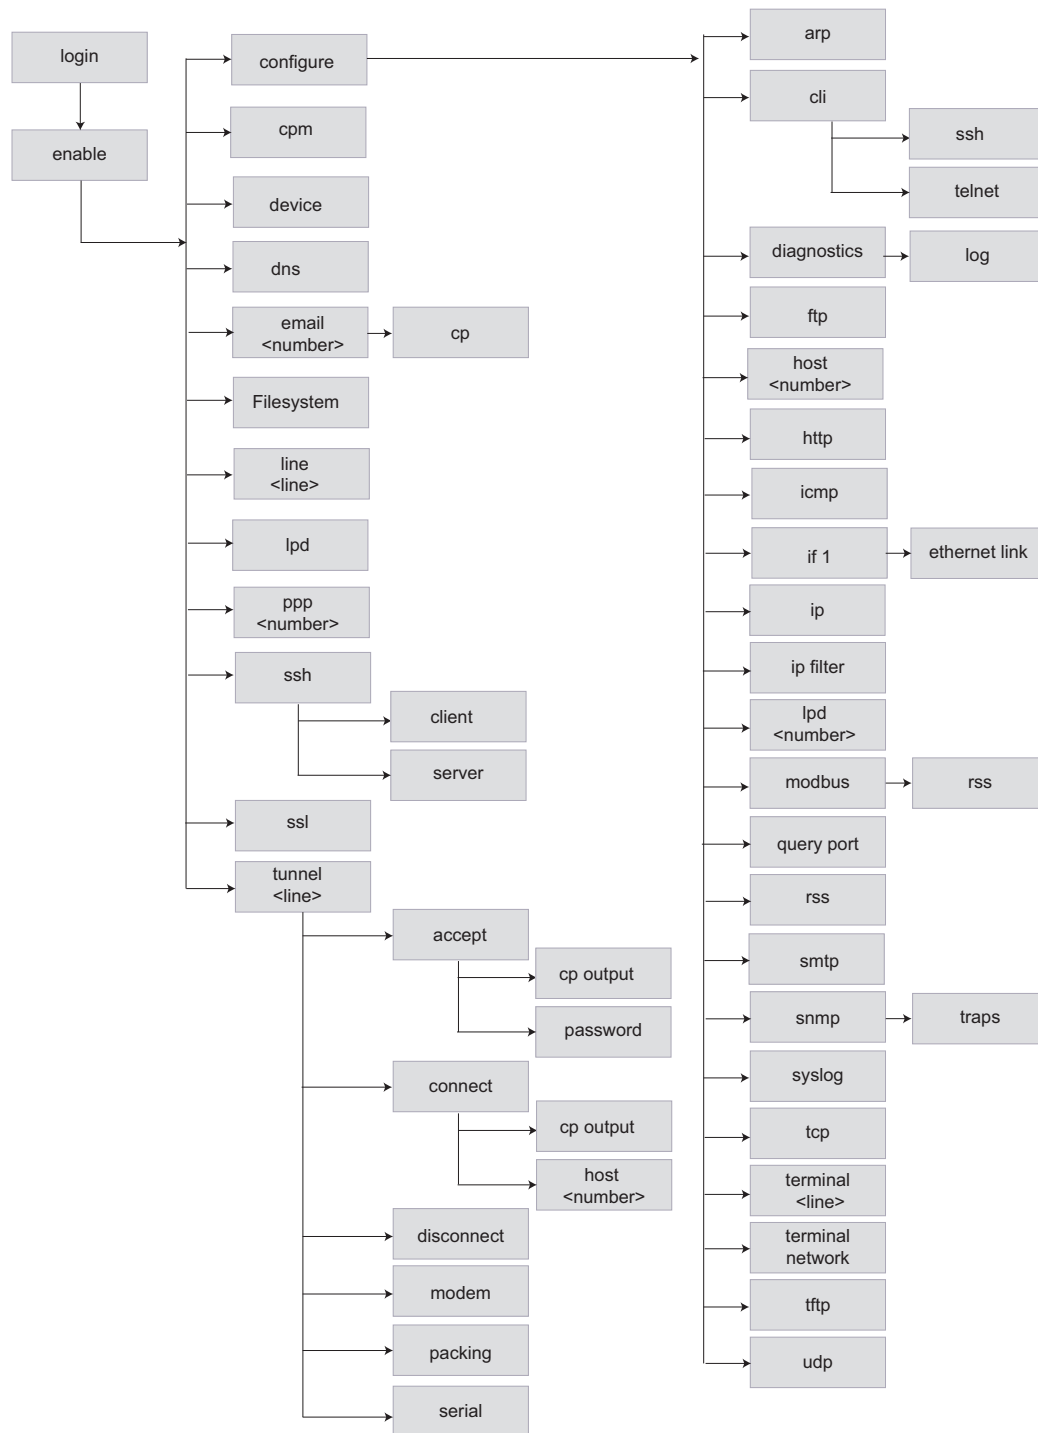 login
enable
configure
cpm
device
dns
email
<number>
cp
Filesystem
line
<line>
lpd
ppp
<number>
ssh
client
server
ssl
tunnel
<line>
accept
cp output
password
connect
cp output
host
<number>
disconnect
modem
packing
serial
arp
cli
ssh
telnet
diagnostics
log
ftp
host
<number>
http
icmp
if 1
ethernet link
ip
ip filter
lpd
<number>
modbus
rss
query port
rss
smtp
snmp
traps
syslog
tcp
terminal
<line>
terminal
network
tftp
udp